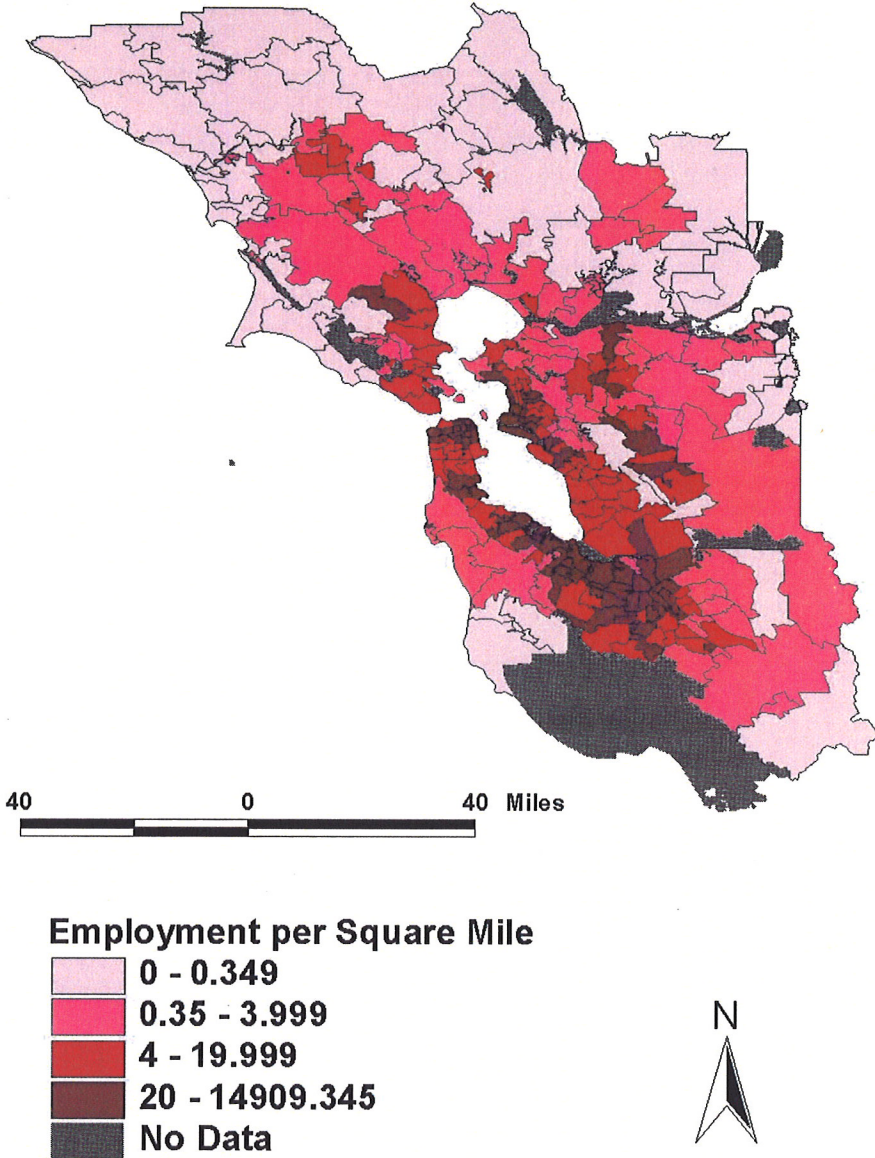 40 0 40 Miles
Employment per Square Mile
0 - 0.349
0.35 - 3.999
4 - 19.999
20 - 14909.345
No Data
N